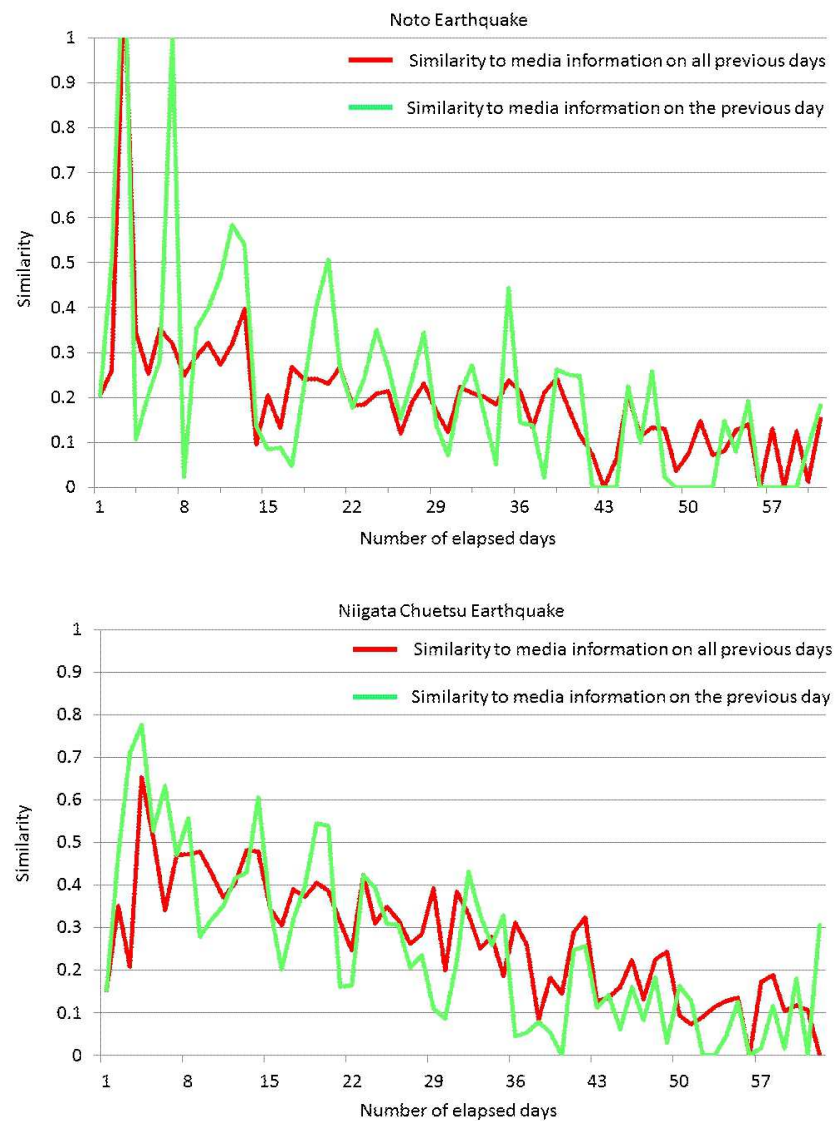 Noto Earthquake
Similarity to media information on all previous days
Similarity to media information on the previous day
Similarity
1
0.9
0.8
0.7
0.6
0.5
0.4
0.3
0.2
0.1
0
1 8 15 22 29 36 43 50 57
Number of elapsed days
Niigata Chuetsu Earthquake
Similarity to media information on all previous days
Similarity to media information on the previous day
Similarity
1
0.9
0.8
0.7
0.6
0.5
0.4
0.3
0.2
0.1
0
1 8 15 22 29 36 43 50 57
Number of elapsed days